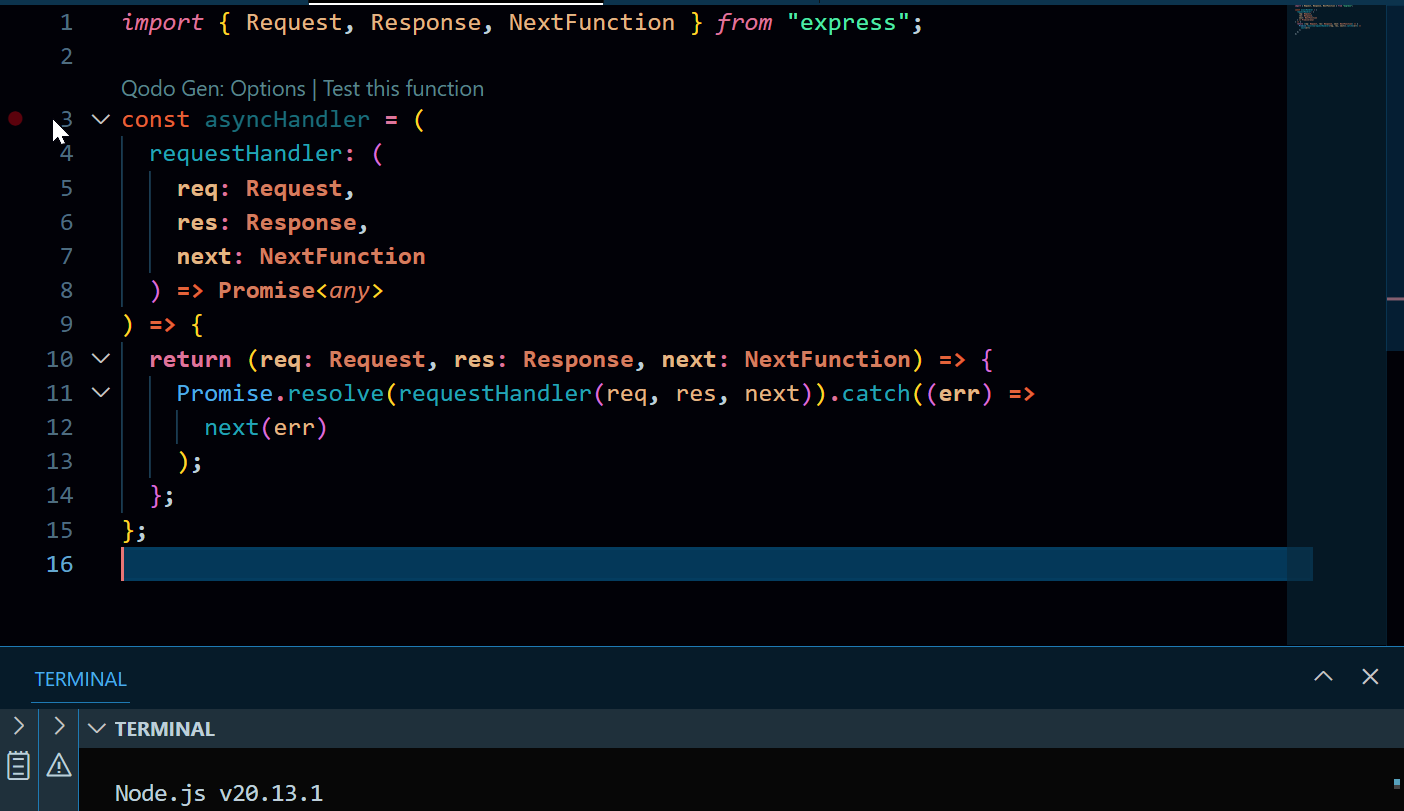 1 import { Request, Response, NextFunction } from "express";
2
Qodo Gen: Options | Test this function
3 const asyncHandler = (
4   requestHandler: (
5     req: Request,
6     res: Response,
7     next: NextFunction
8   ) => Promise<any>
9 ) => {
10   return (req: Request, res: Response, next: NextFunction) => {
11     Promise.resolve(requestHandler(req, res, next)).catch((err) =>
12       next(err)
13     );
14   };
15 };
16
TERMINAL
TERMINAL
Node.js v20.13.1